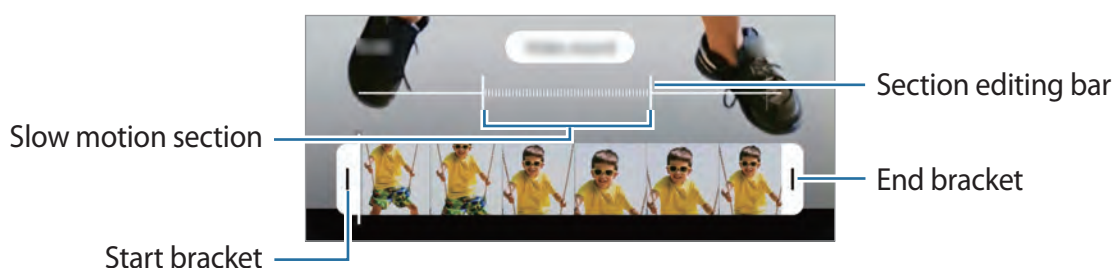 Section editing bar
Slow motion section
End bracket
Start bracket